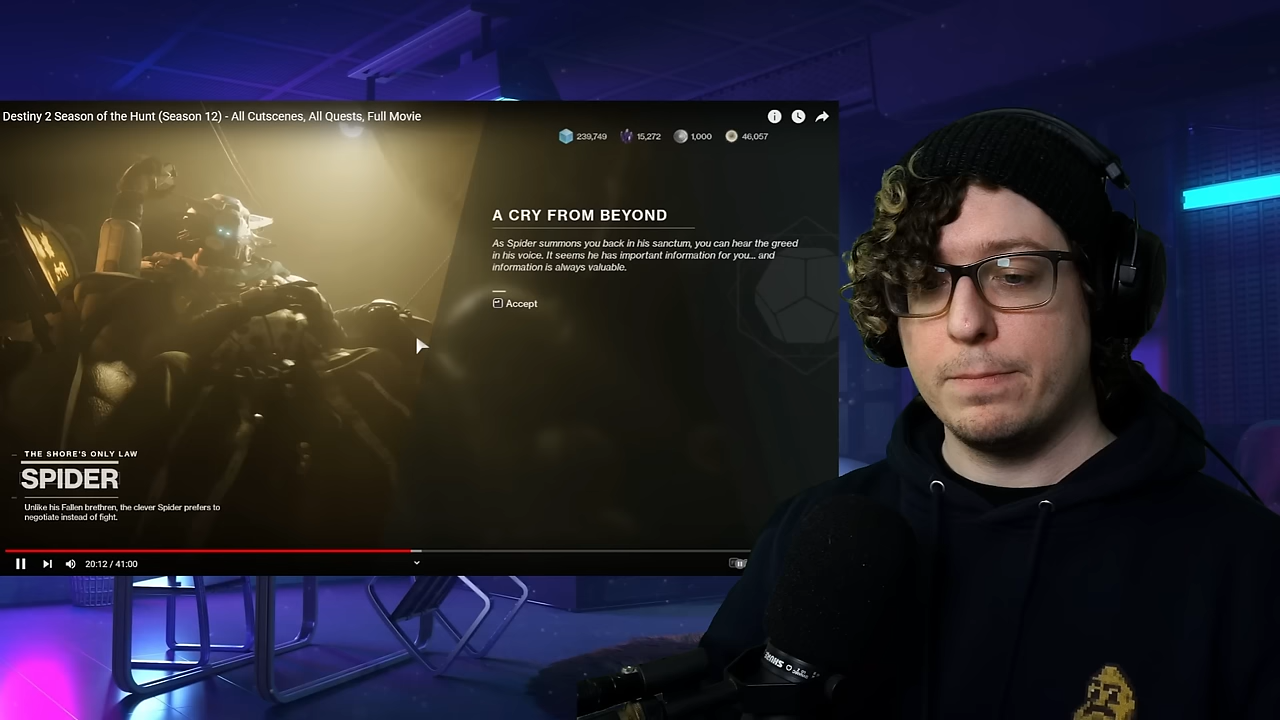 Destiny 2 Season of the Hunt (Season 12) - All Cutscenes, All Quests, Full Movie
239,749 15,272 1,000 46,057
A CRY FROM BEYOND
As Spider summons you back in his sanctum, you can hear the greed
in his voice. It seems he has important information for you... and
information is always valuable.
Accept
THE SHORE'S ONLY LAW
SPIDER
Unlike his Fallen brethren, the clever Spider prefers to
negotiate instead of fight.
20:12 / 41:00
SHURE